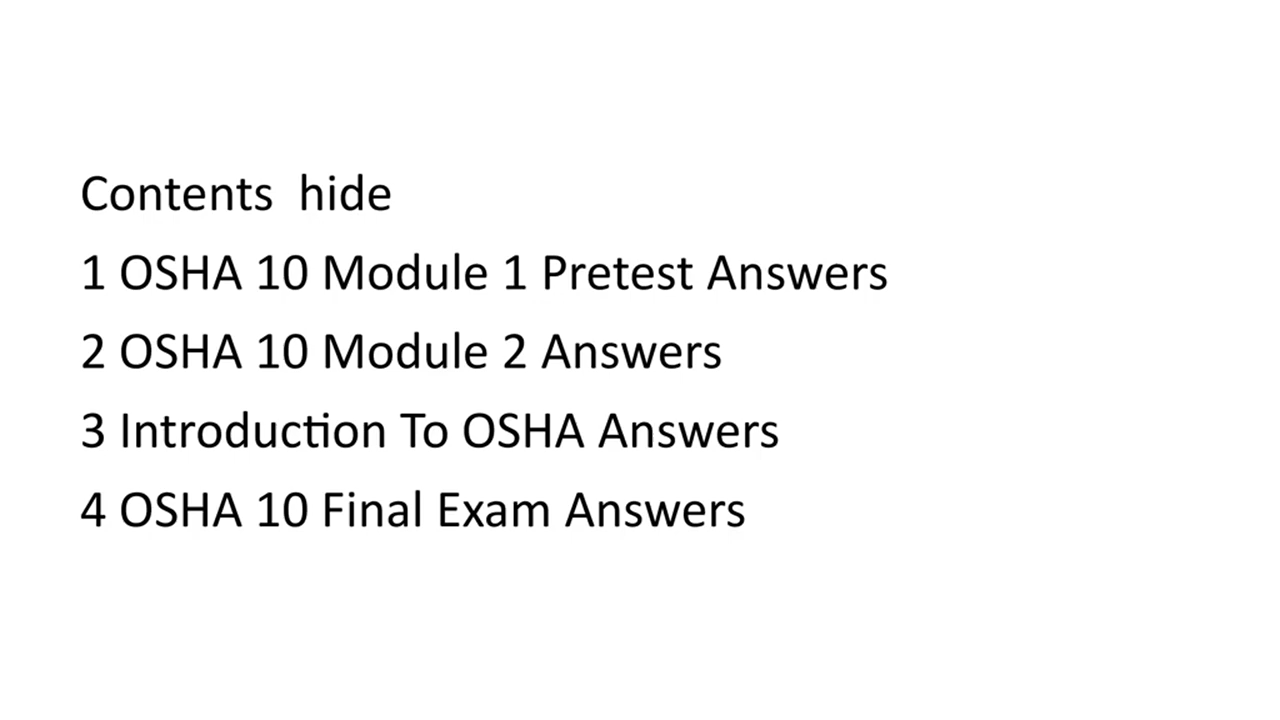 Contents  hide
1 OSHA 10 Module 1 Pretest Answers
2 OSHA 10 Module 2 Answers
3 Introduction To OSHA Answers
4 OSHA 10 Final Exam Answers